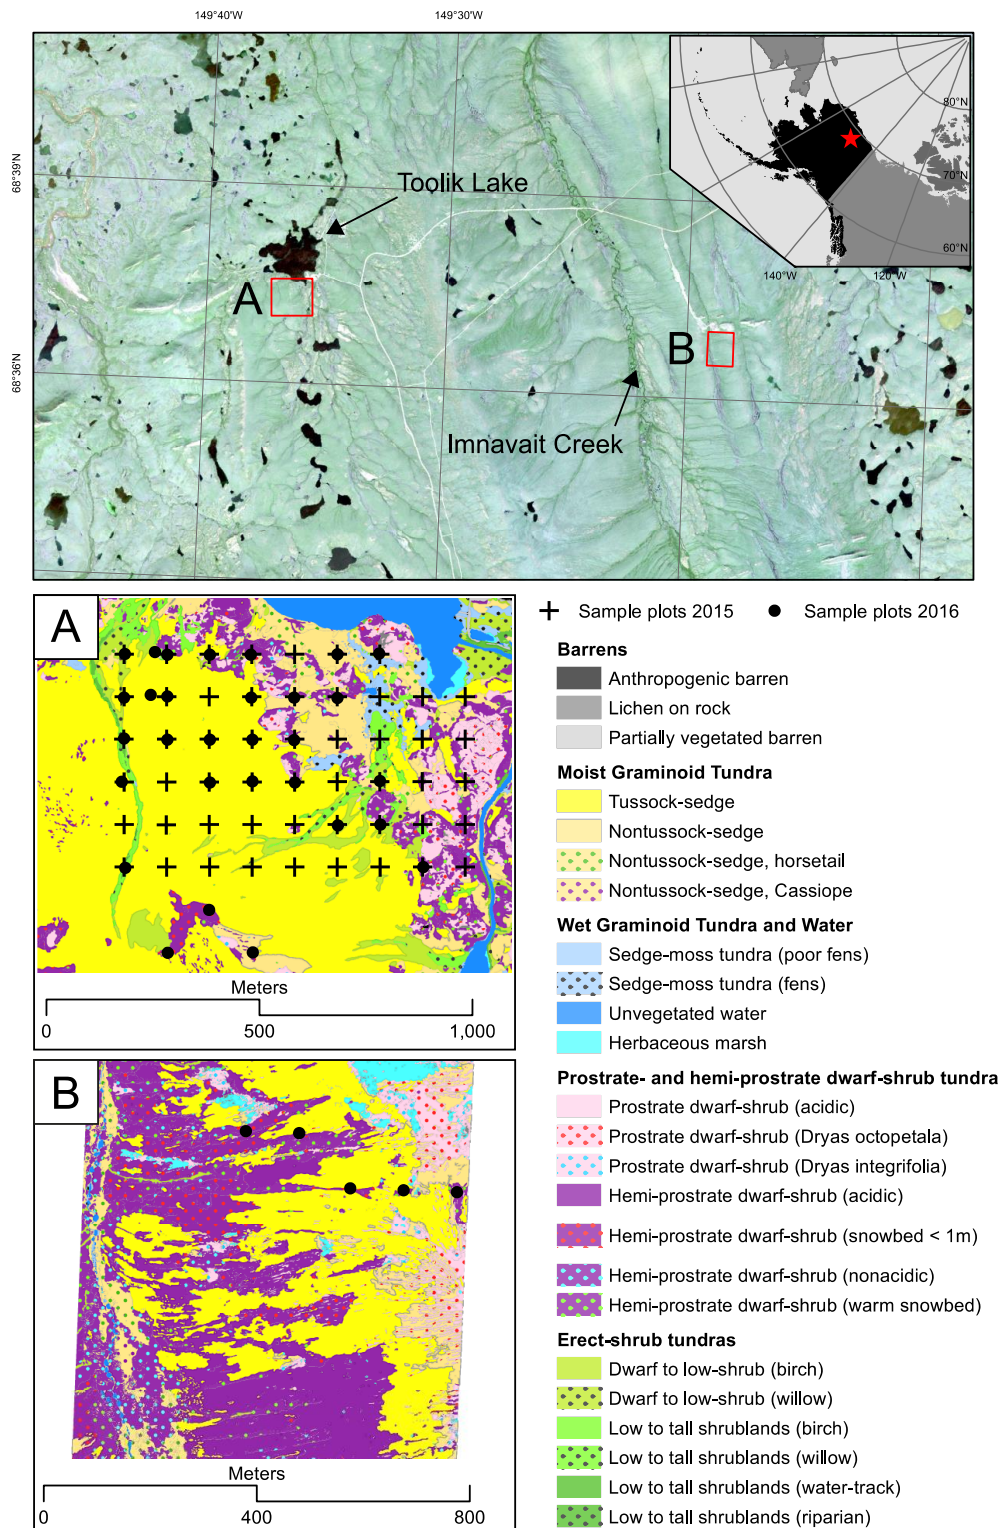 149°40'W
149°30'W
68°39'N
68°36'N
Toolik Lake
A
B
Imnavait Creek
80°N
70°N
60°N
140°W
120°W
A
Meters
0
500
1,000
B
Meters
0
400
800
Sample plots 2015
Sample plots 2016
Barrens
Anthropogenic barren
Lichen on rock
Partially vegetated barren
Moist Graminoid Tundra
Tussock-sedge
Nontussock-sedge
Nontussock-sedge, horsetail
Nontussock-sedge, Cassiope
Wet Graminoid Tundra and Water
Sedge-moss tundra (poor fens)
Sedge-moss tundra (fens)
Unvegetated water
Herbaceous marsh
Prostrate- and hemi-prostrate dwarf-shrub tundra
Prostrate dwarf-shrub (acidic)
Prostrate dwarf-shrub (Dryas octopetala)
Prostrate dwarf-shrub (Dryas integrifolia)
Hemi-prostrate dwarf-shrub (acidic)
Hemi-prostrate dwarf-shrub (snowbed < 1m)
Hemi-prostrate dwarf-shrub (nonacidic)
Hemi-prostrate dwarf-shrub (warm snowbed)
Erect-shrub tundras
Dwarf to low-shrub (birch)
Dwarf to low-shrub (willow)
Low to tall shrublands (birch)
Low to tall shrublands (willow)
Low to tall shrublands (water-track)
Low to tall shrublands (riparian)